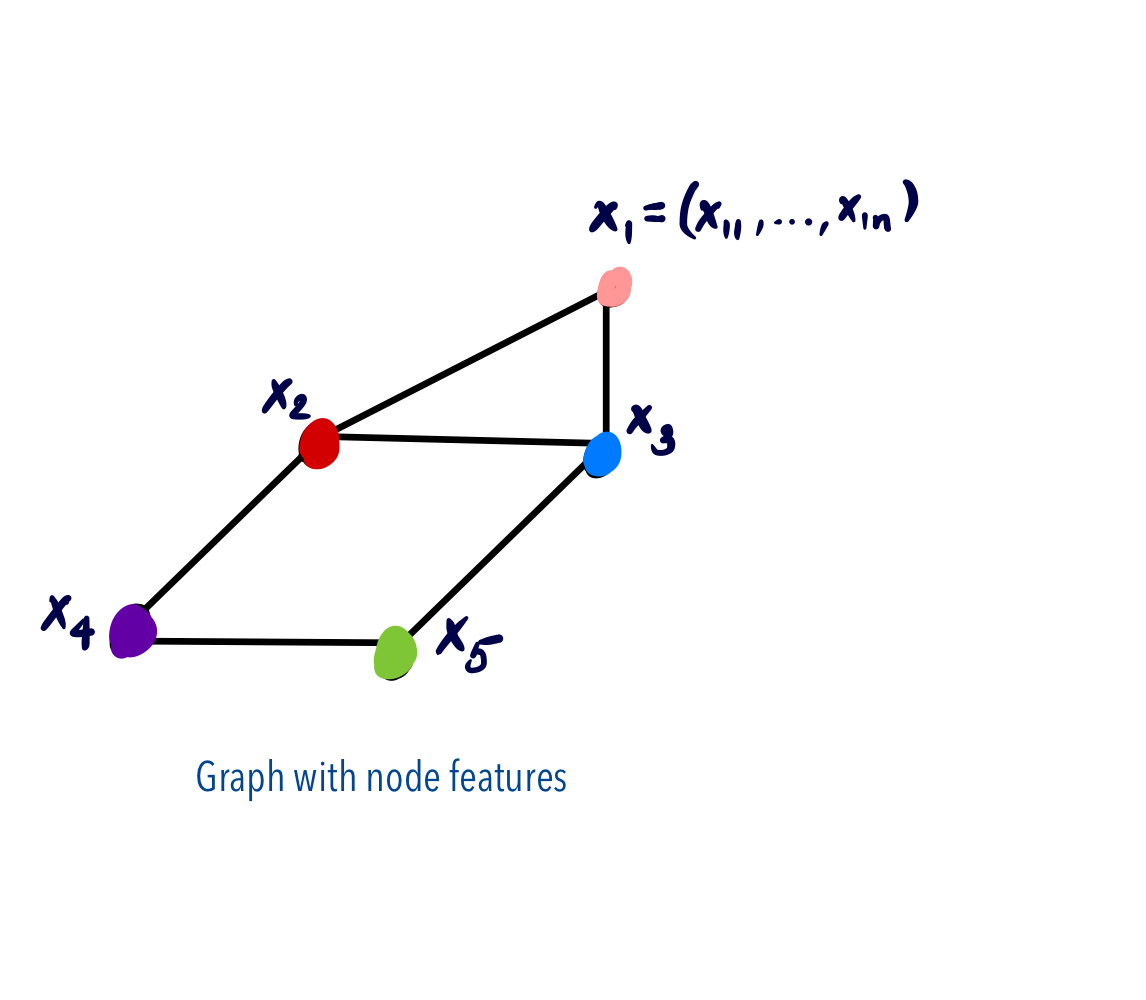 x₁ = (x₁₁, ..., x₁ₙ)
x₂
x₃
x₄
x₅
Graph with node features